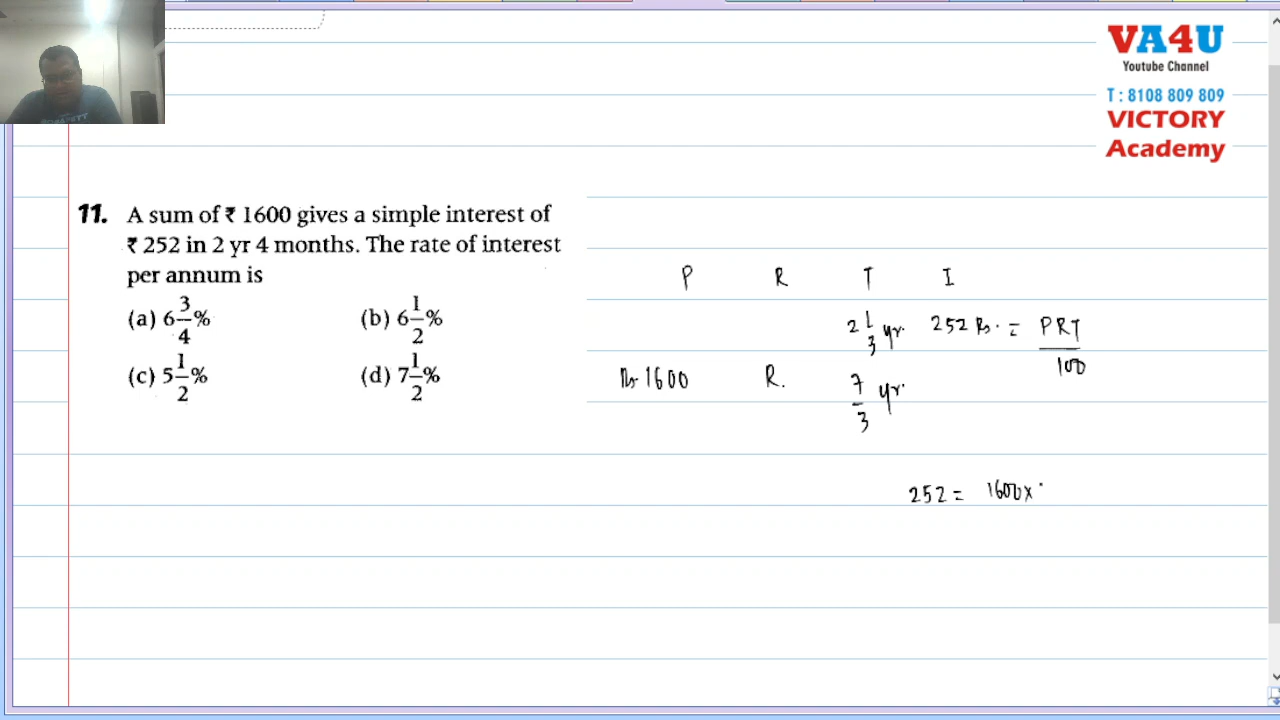 VA4U
Youtube Channel
T : 8108 809 809
VICTORY
Academy
11. A sum of ₹ 1600 gives a simple interest of
₹ 252 in 2 yr 4 months. The rate of interest
per annum is
(a) 6 3/4 % (b) 6 1/2 %
(c) 5 1/2 % (d) 7 1/2 %
P R T I
2 1/3 yr. 252 Rs. = PRT/100
Rs 1600 R. 7/3 yr.
252 = 1600 x